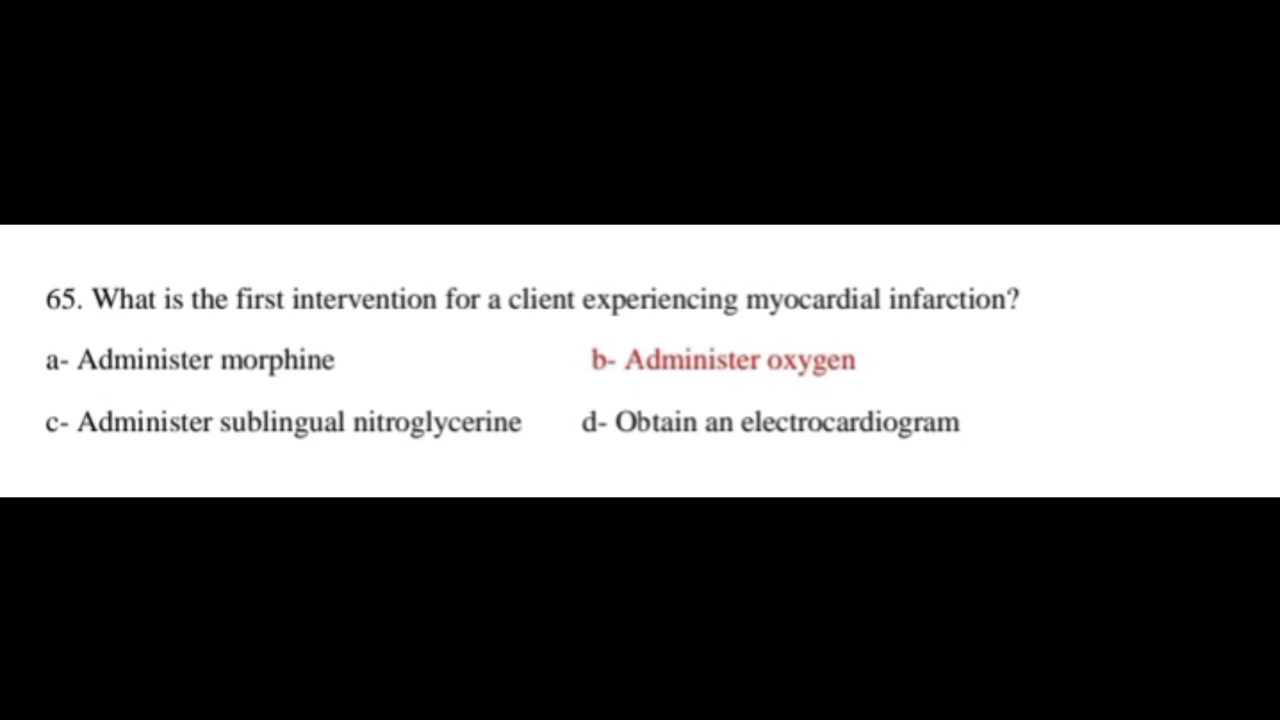 65. What is the first intervention for a client experiencing myocardial infarction?
a- Administer morphine b- Administer oxygen
c- Administer sublingual nitroglycerine d- Obtain an electrocardiogram